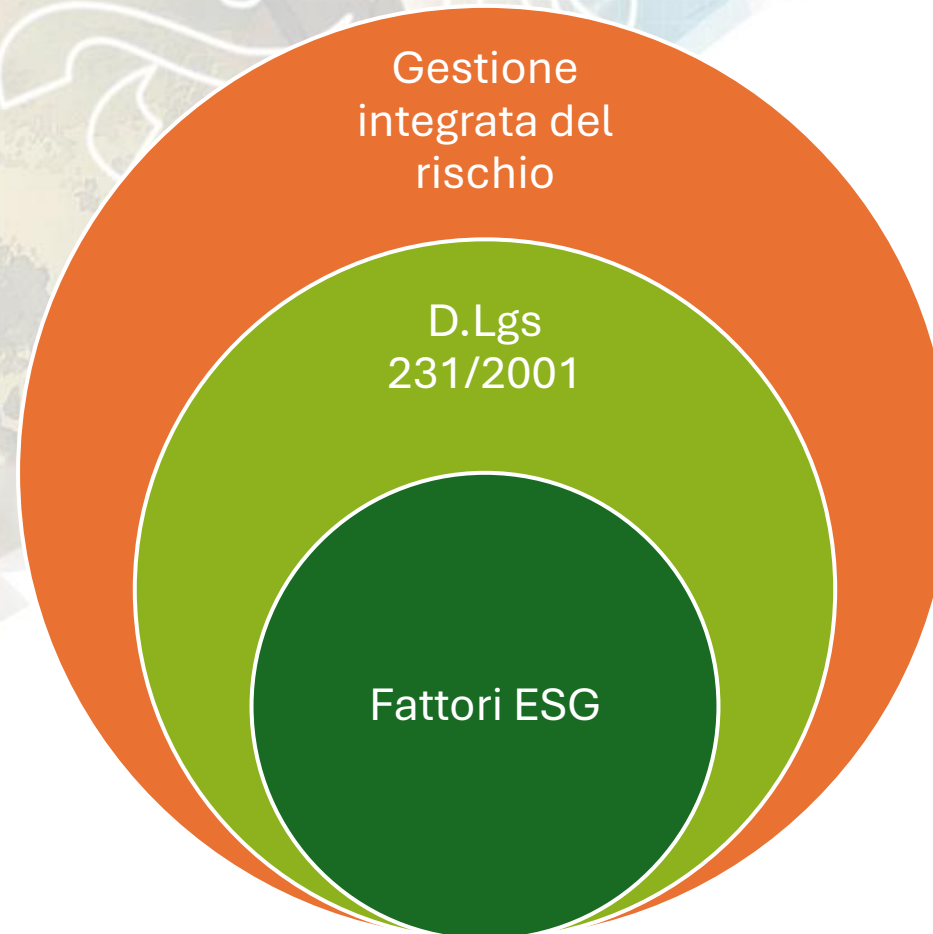 Gestione
integrata del
rischio
D.Lgs
231/2001
Fattori ESG